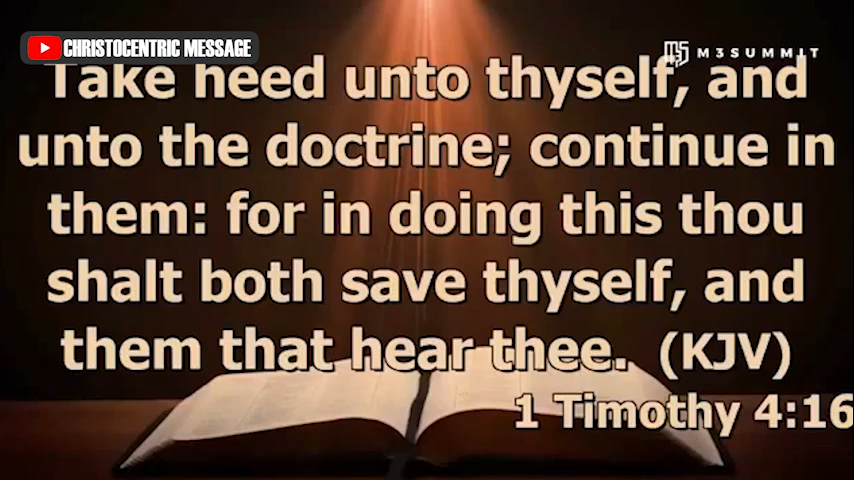 CHRISTOCENTRIC MESSAGE
M3SUMMIT
Take heed unto thyself, and
unto the doctrine; continue in
them: for in doing this thou
shalt both save thyself, and
them that hear thee. (KJV)
1 Timothy 4:16